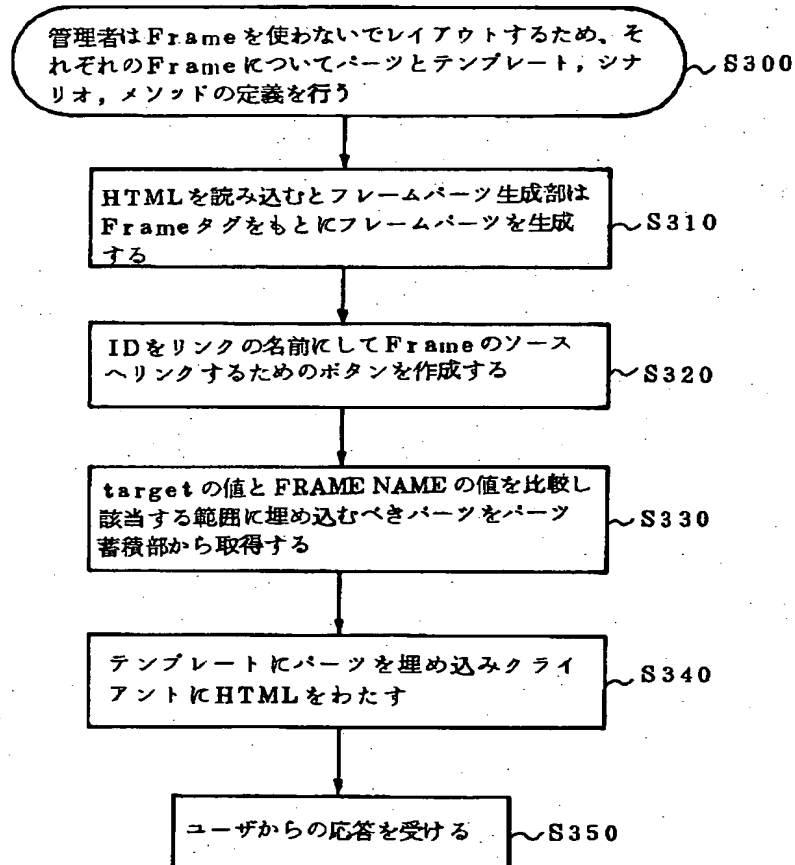 管理者はFrameを使わないでレイアウトするため、そ
れぞれのFrameについてパーツとテンプレート，シナ
リオ，メソッドの定義を行う
S300
HTMLを読み込むとフレームパーツ生成部は
Frameタグをもとにフレームパーツを生成
する
S310
IDをリンクの名前にしてFrameのソース
へリンクするためのボタンを作成する
S320
targetの値とFRAME NAMEの値を比較し
該当する範囲に埋め込むべきパーツをパーツ
蓄積部から取得する
S330
テンプレートにパーツを埋め込みクライ
アントにHTMLをわたす
S340
ユーザからの応答を受ける
S350